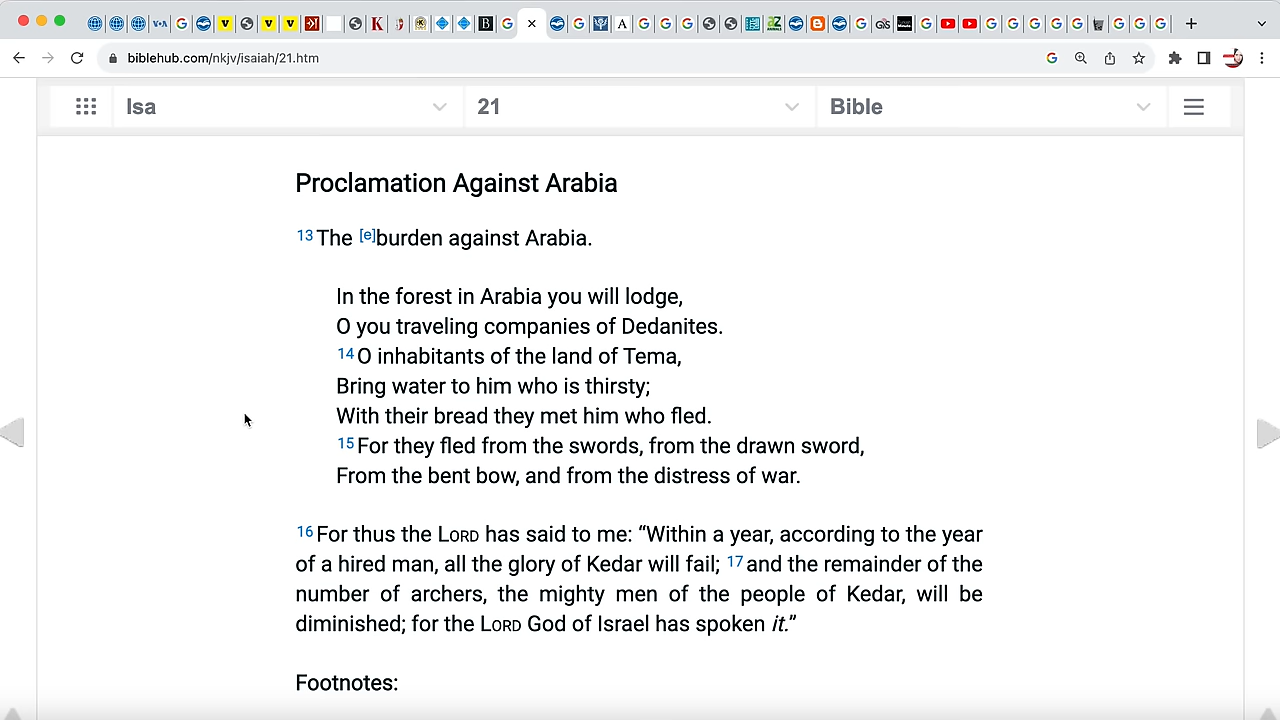 biblehub.com/nkjv/isaiah/21.htm
Isa 21 Bible
Proclamation Against Arabia
13 The [e]burden against Arabia.
In the forest in Arabia you will lodge,
O you traveling companies of Dedanites.
14 O inhabitants of the land of Tema,
Bring water to him who is thirsty;
With their bread they met him who fled.
15 For they fled from the swords, from the drawn sword,
From the bent bow, and from the distress of war.
16 For thus the LORD has said to me: “Within a year, according to the year
of a hired man, all the glory of Kedar will fail; 17 and the remainder of the
number of archers, the mighty men of the people of Kedar, will be
diminished; for the LORD God of Israel has spoken it.”
Footnotes: